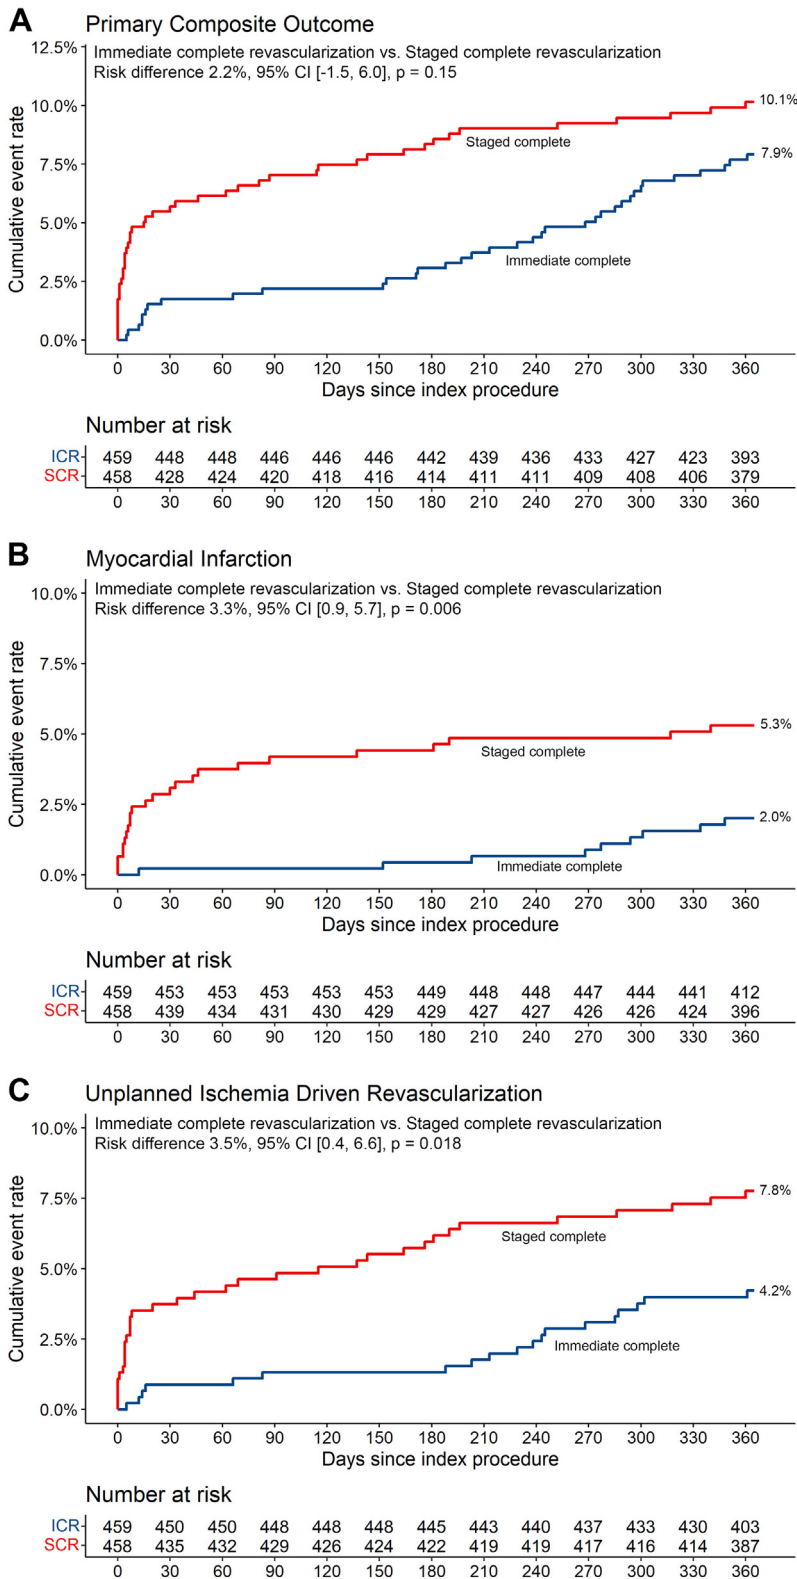 A
Primary Composite Outcome
Immediate complete revascularization vs. Staged complete revascularization
Risk difference 2.2%, 95% CI [-1.5, 6.0], p = 0.15
Cumulative event rate
12.5%
10.0%
7.5%
5.0%
2.5%
0.0%
10.1%
Staged complete
7.9%
Immediate complete
0 30 60 90 120 150 180 210 240 270 300 330 360
Days since index procedure
Number at risk
ICR 459 448 448 446 446 446 442 439 436 433 427 423 393
SCR 458 428 424 420 418 416 414 411 411 409 408 406 379
0 30 60 90 120 150 180 210 240 270 300 330 360
B
Myocardial Infarction
Immediate complete revascularization vs. Staged complete revascularization
Risk difference 3.3%, 95% CI [0.9, 5.7], p = 0.006
Cumulative event rate
10.0%
7.5%
5.0%
2.5%
0.0%
5.3%
Staged complete
2.0%
Immediate complete
0 30 60 90 120 150 180 210 240 270 300 330 360
Days since index procedure
Number at risk
ICR 459 453 453 453 453 453 449 448 448 447 444 441 412
SCR 458 439 434 431 430 429 429 427 427 426 426 424 396
0 30 60 90 120 150 180 210 240 270 300 330 360
C
Unplanned Ischemia Driven Revascularization
Immediate complete revascularization vs. Staged complete revascularization
Risk difference 3.5%, 95% CI [0.4, 6.6], p = 0.018
Cumulative event rate
10.0%
7.5%
5.0%
2.5%
0.0%
7.8%
Staged complete
4.2%
Immediate complete
0 30 60 90 120 150 180 210 240 270 300 330 360
Days since index procedure
Number at risk
ICR 459 450 450 448 448 448 445 443 440 437 433 430 403
SCR 458 435 432 429 426 424 422 419 419 417 416 414 387
0 30 60 90 120 150 180 210 240 270 300 330 360